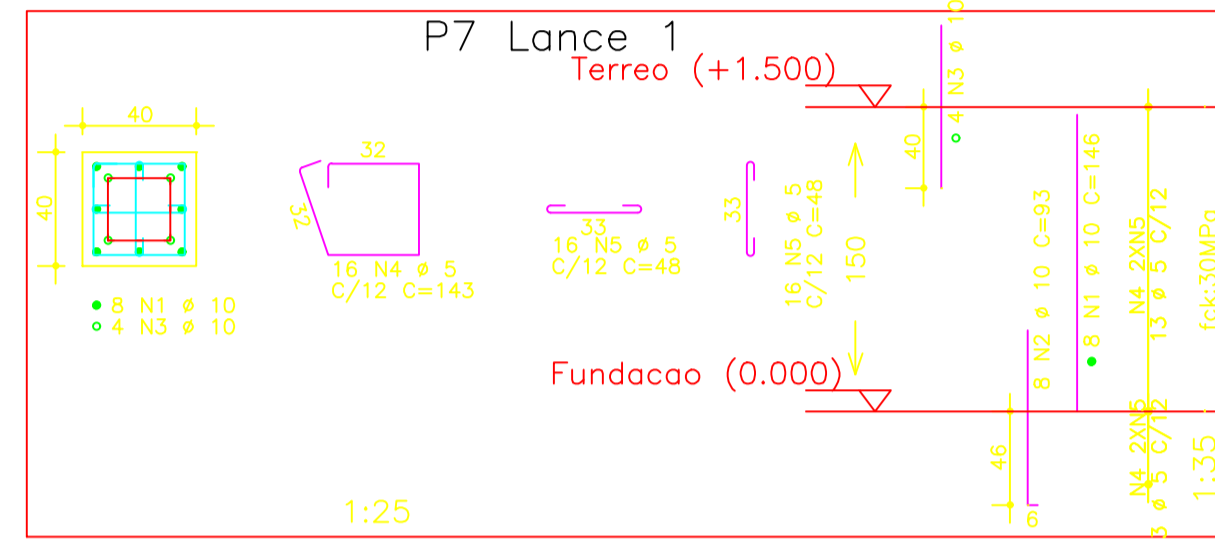 P7 Lance 1
Terreo (+1.500)
40
40
8 N1 ø 10
4 N3 ø 10
32
32
16 N4 ø 5
C/12 C=143
33
16 N5 ø 5
C/12 C=48
33
16 N5 ø 5
C/12 C=48
150
Fundacao (0.000)
40
4 N3 ø 10
46
6
8 N2 ø 10 C=93
8 N1 ø 10 C=146
N4 2XN5
13 ø 5 C/12
N4 2XN5
3 ø 5 C/12
fck:30MPa
1:35
1:25